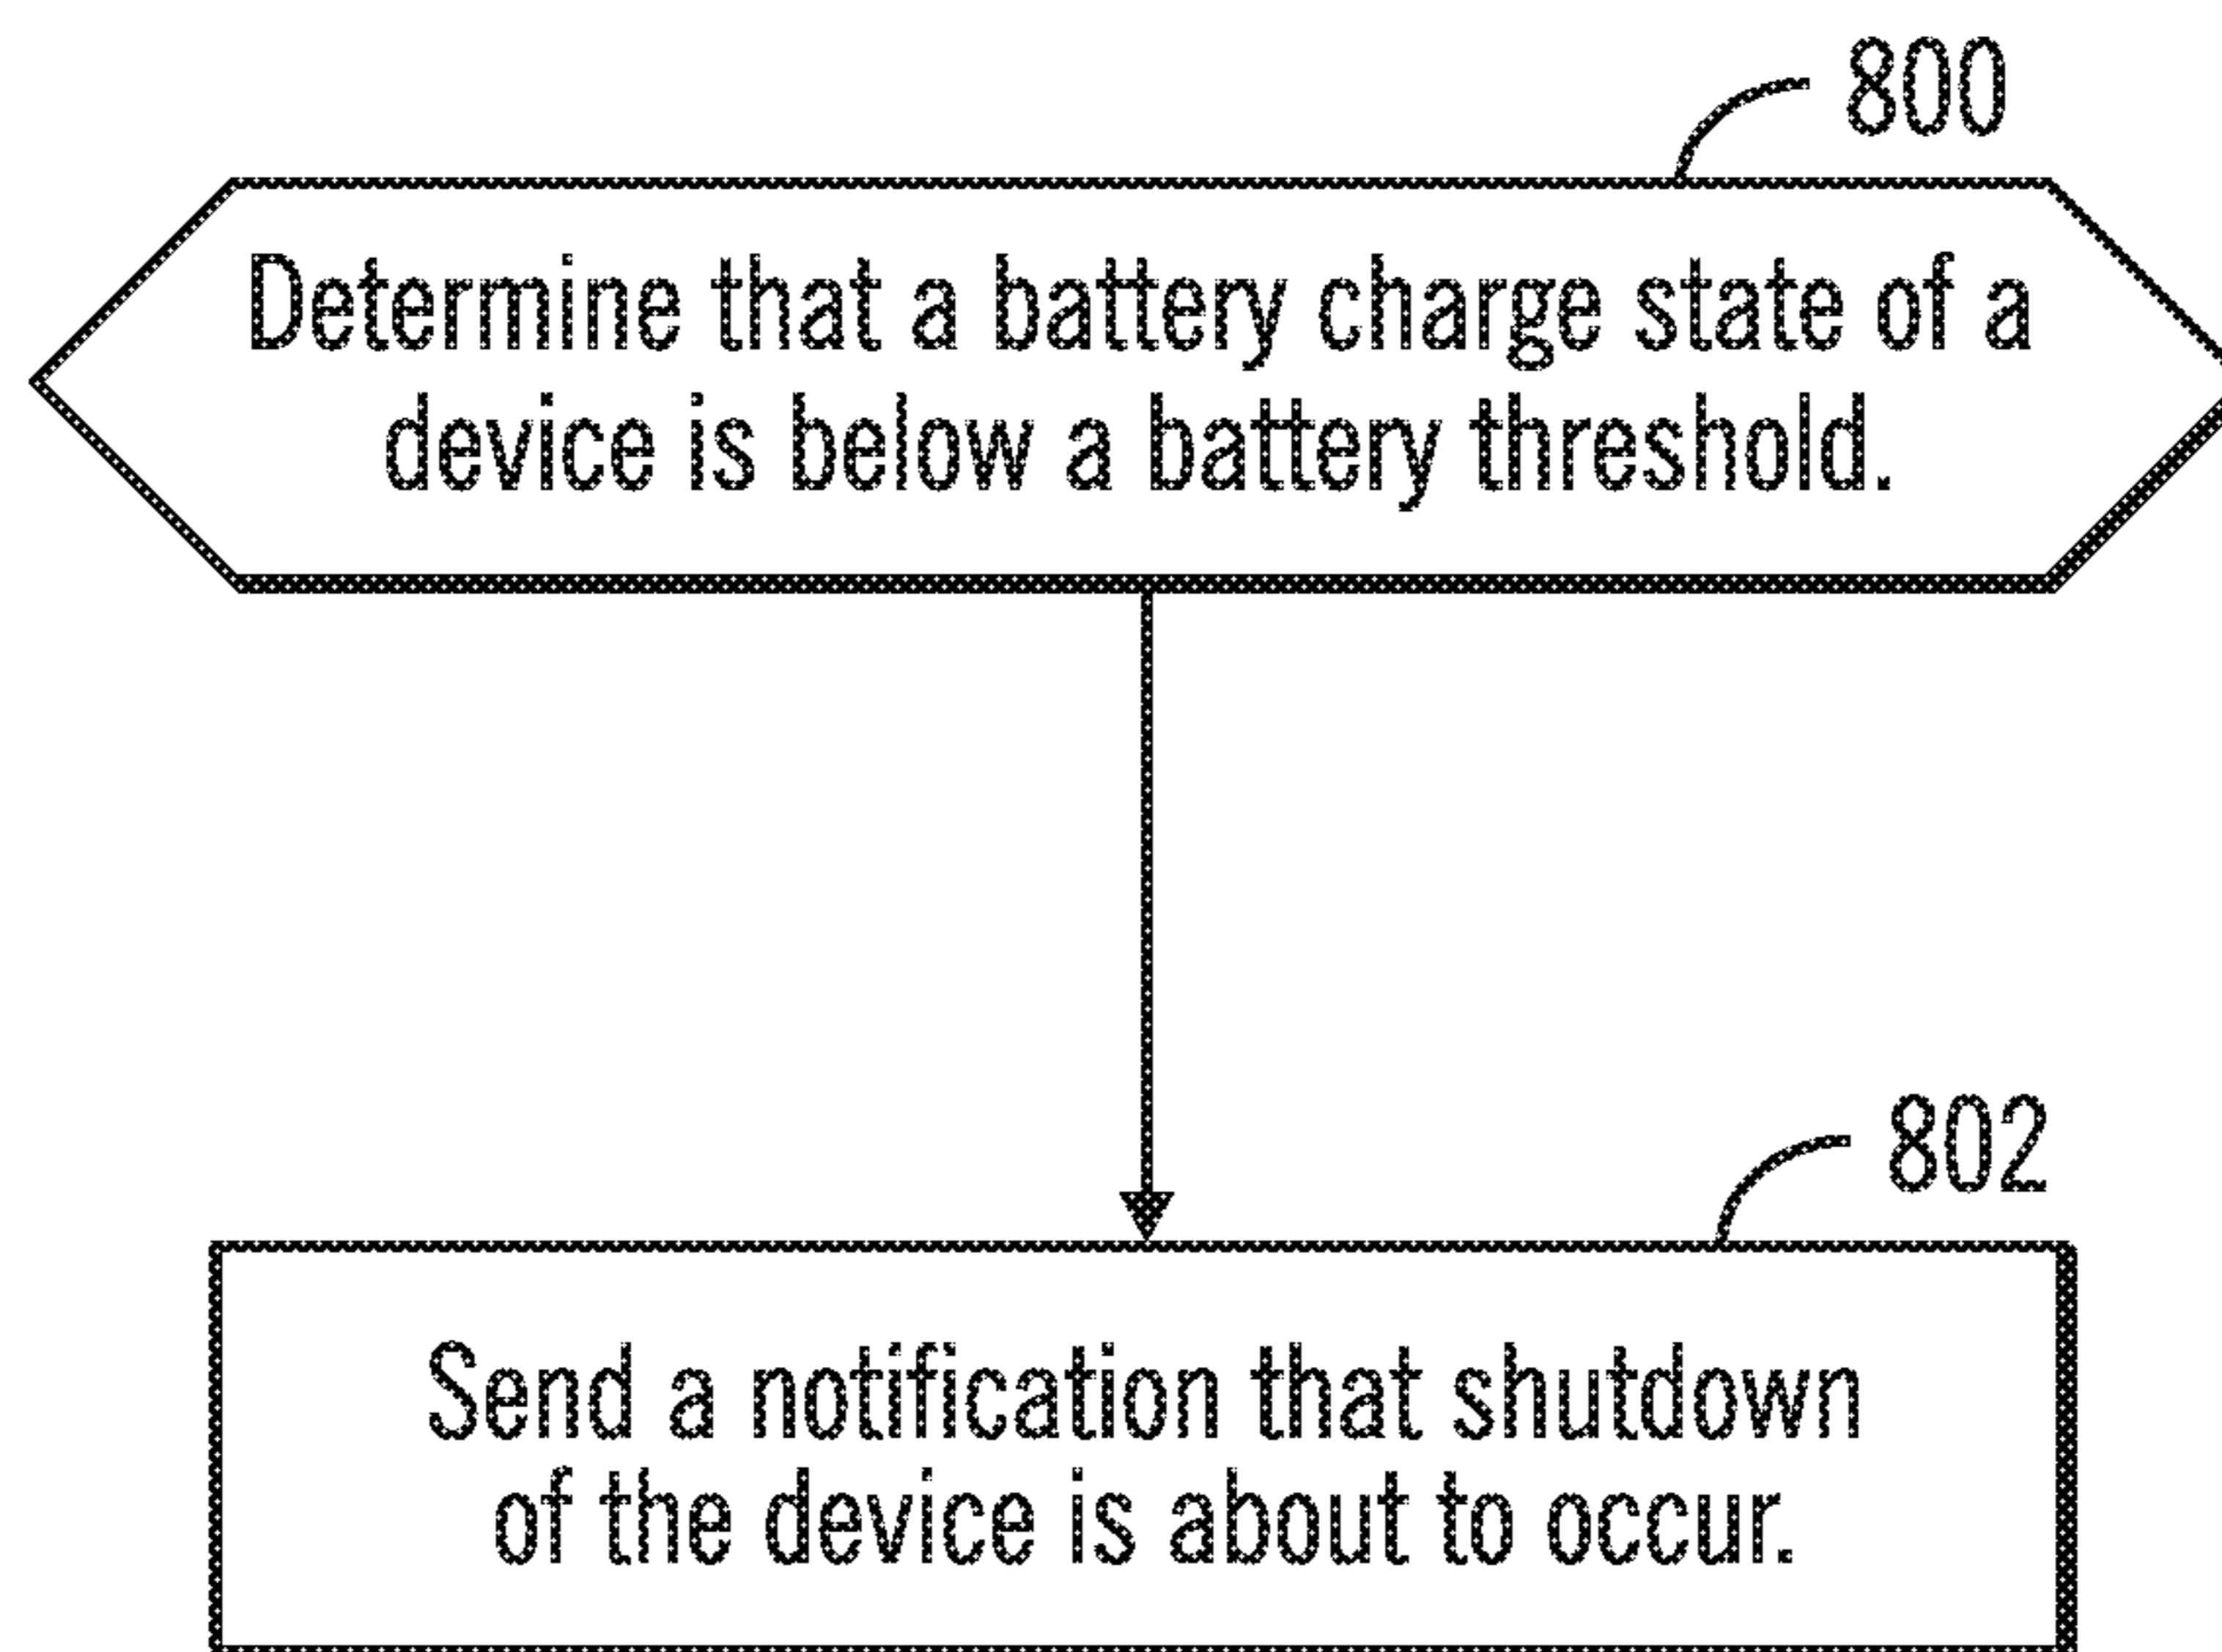 800
Determine that a battery charge state of a
device is below a battery threshold.
802
Send a notification that shutdown
of the device is about to occur.